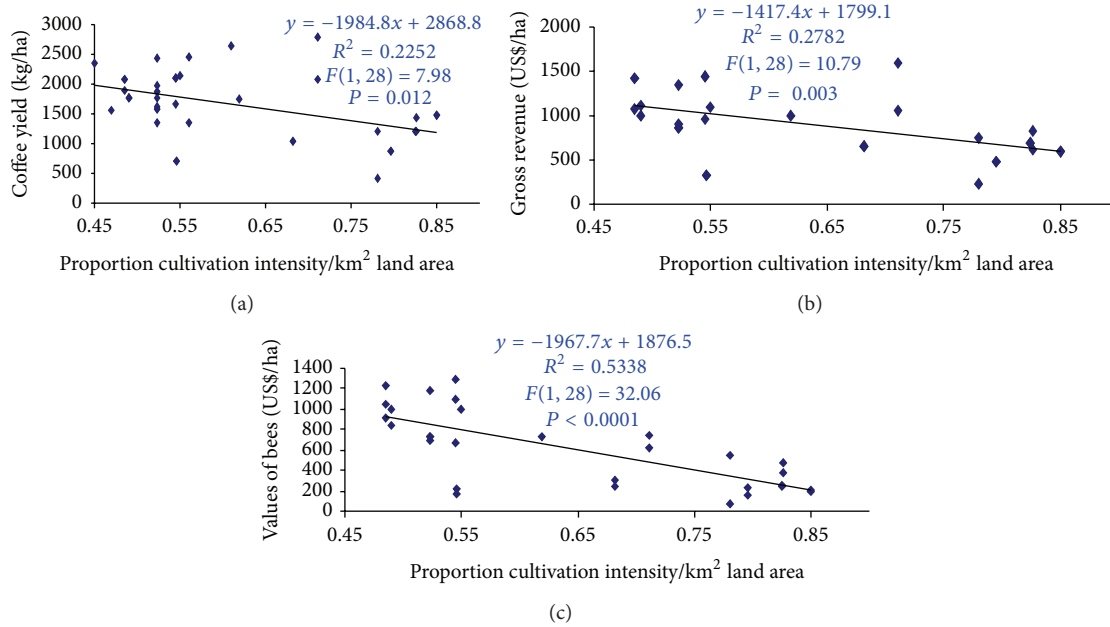 y = −1984.8x + 2868.8
R² = 0.2252
F(1, 28) = 7.98
P = 0.012
Coffee yield (kg/ha)
3000
2500
2000
1500
1000
500
0
0.45 0.55 0.65 0.75 0.85
Proportion cultivation intensity/km² land area
(a)
y = −1417.4x + 1799.1
R² = 0.2782
F(1, 28) = 10.79
P = 0.003
Gross revenue (US$/ha)
2000
1500
1000
500
0
0.45 0.55 0.65 0.75 0.85
Proportion cultivation intensity/km² land area
(b)
y = −1967.7x + 1876.5
R² = 0.5338
F(1, 28) = 32.06
P < 0.0001
Values of bees (US$/ha)
1400
1200
1000
800
600
400
200
0
0.45 0.55 0.65 0.75 0.85
Proportion cultivation intensity/km² land area
(c)